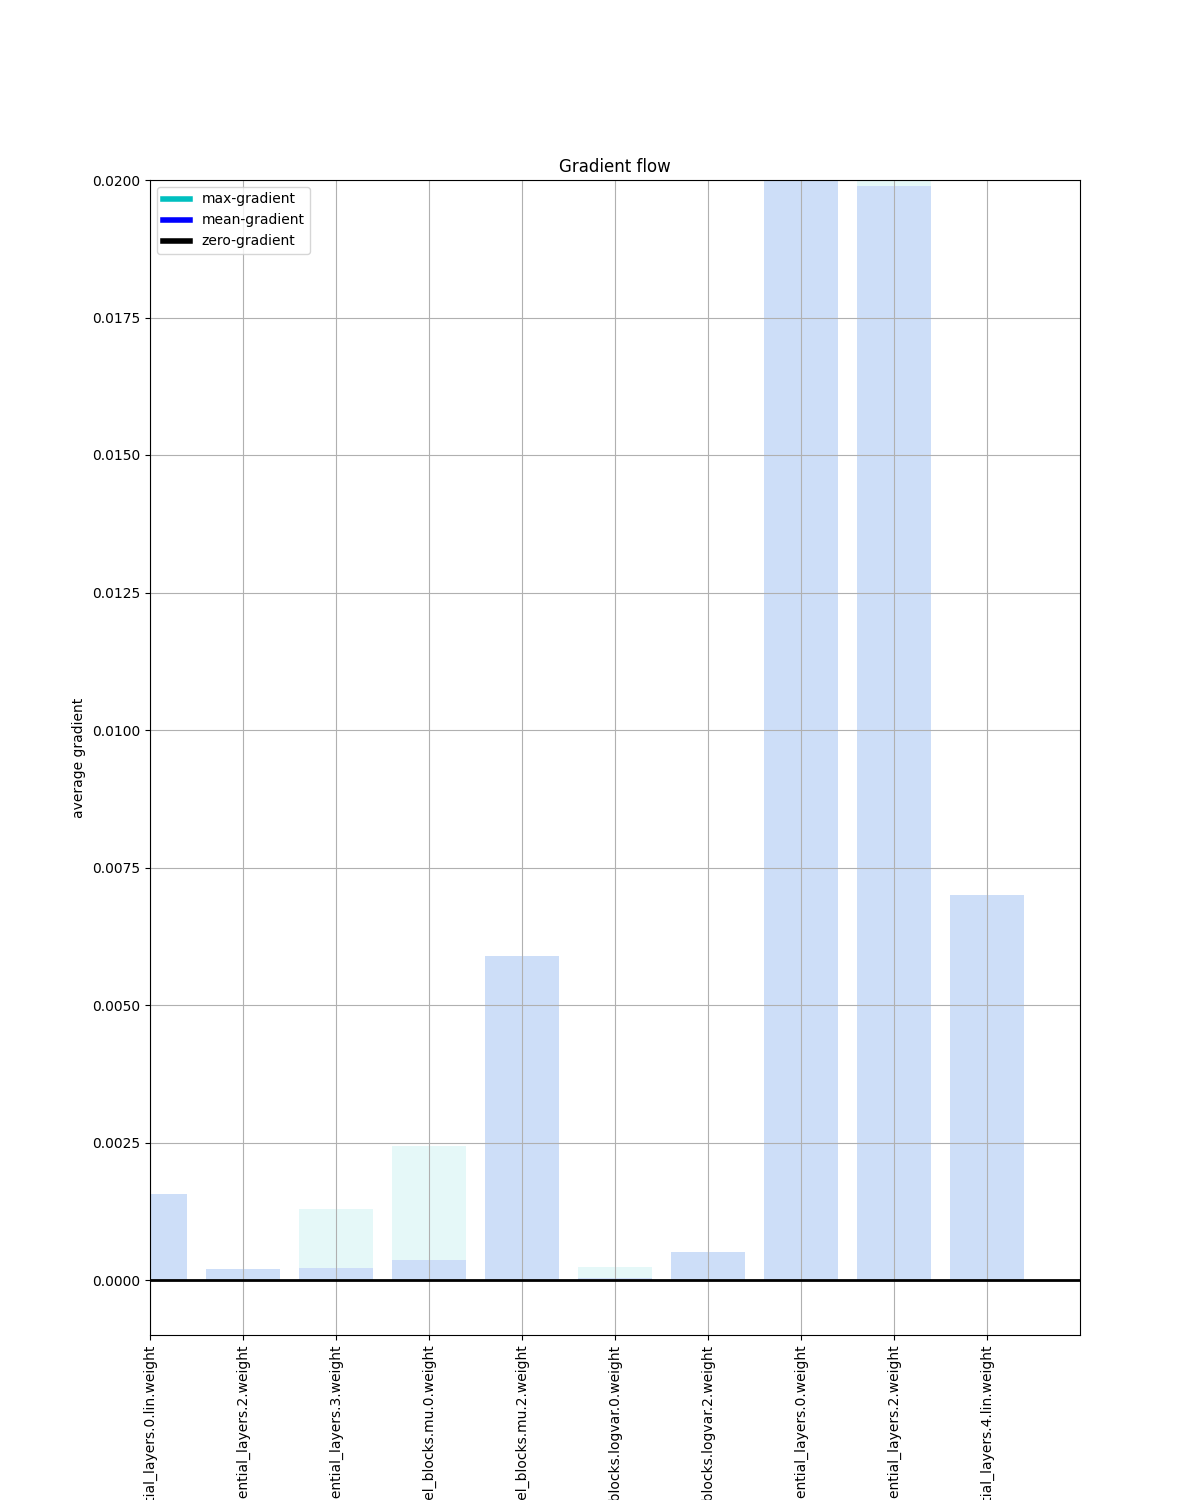 Gradient flow
max-gradient
mean-gradient
zero-gradient
0.0200
0.0175
0.0150
0.0125
0.0100
0.0075
0.0050
0.0025
0.0000
average gradient
tial_layers.0.lin.weight
ential_layers.2.weight
ential_layers.3.weight
el_blocks.mu.0.weight
el_blocks.mu.2.weight
blocks.logvar.0.weight
blocks.logvar.2.weight
ential_layers.0.weight
ential_layers.2.weight
tial_layers.4.lin.weight